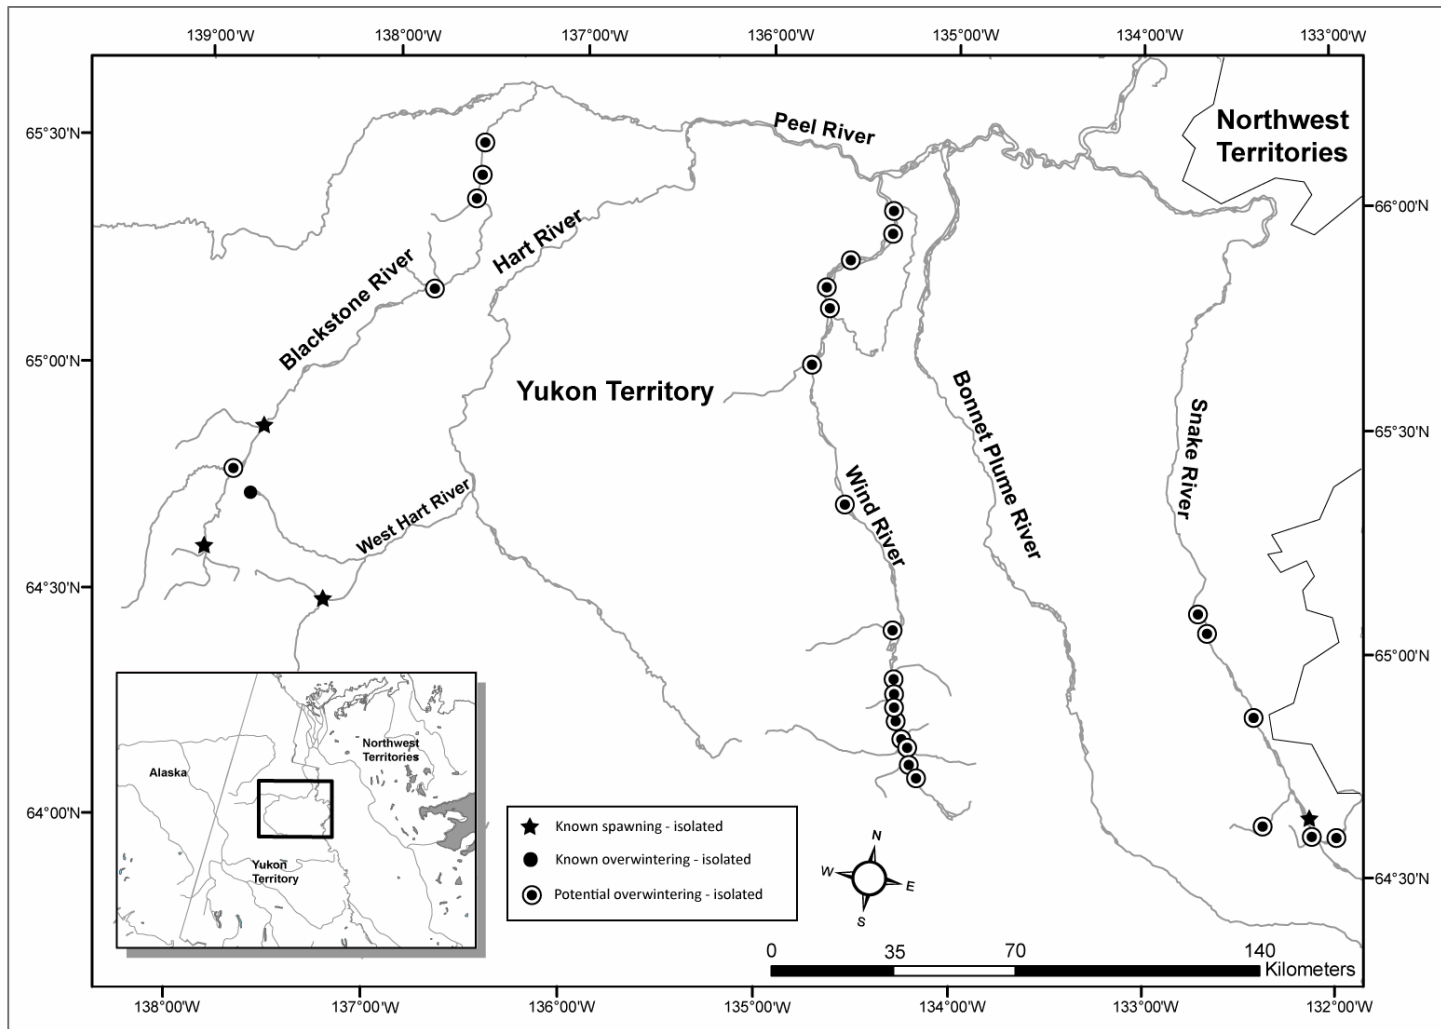 139°00'W 138°00'W 137°00'W 136°00'W 135°00'W 134°00'W 133°00'W
65°30'N
Peel River
Northwest
Territories
66°00'N
Hart River
Blackstone River
65°00'N
Yukon Territory
Bonnet Plume River
Snake River
65°30'N
Wind River
West Hart River
64°30'N
65°00'N
Northwest
Territories
Alaska
Yukon
Territory
64°00'N
Known spawning - isolated
Known overwintering - isolated
Potential overwintering - isolated
N
W
E
S
64°30'N
0 35 70 140
Kilometers
138°00'W 137°00'W 136°00'W 135°00'W 134°00'W 133°00'W 132°00'W